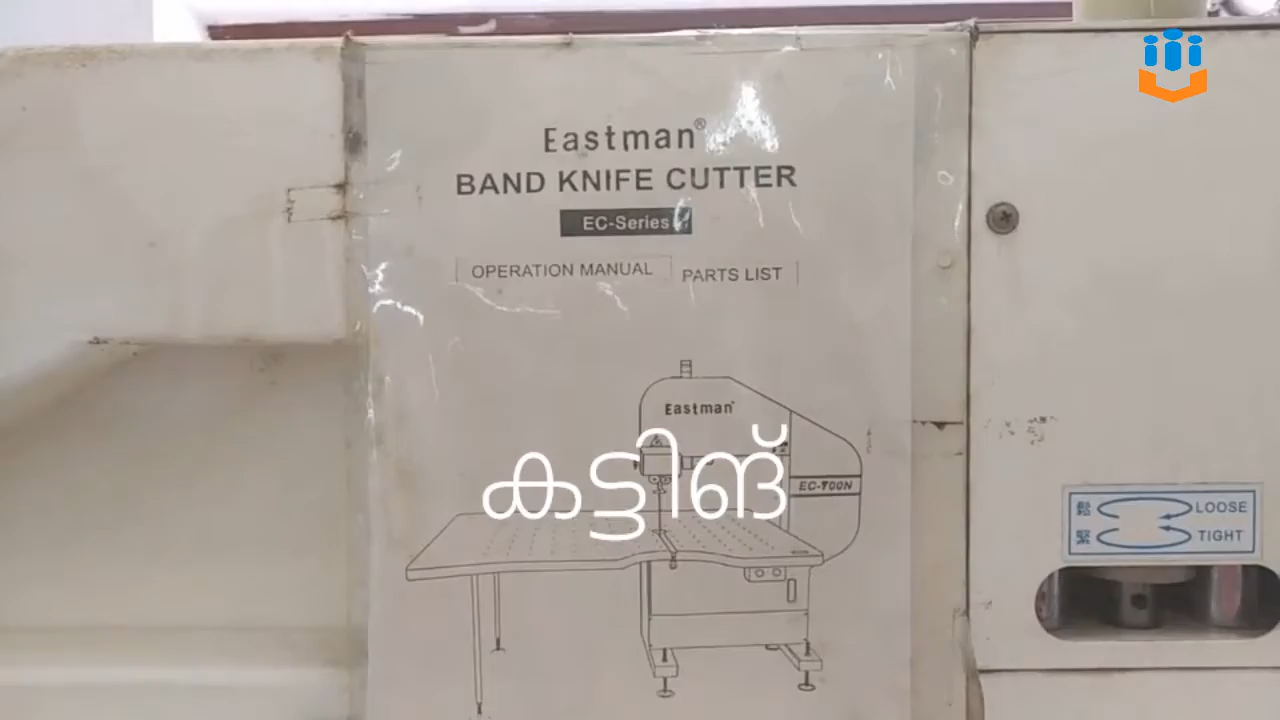 Eastman®
BAND KNIFE CUTTER
EC-Series
OPERATION MANUAL PARTS LIST
Eastman
EC-700N
കട്ടിങ്
鬆 LOOSE
緊 TIGHT